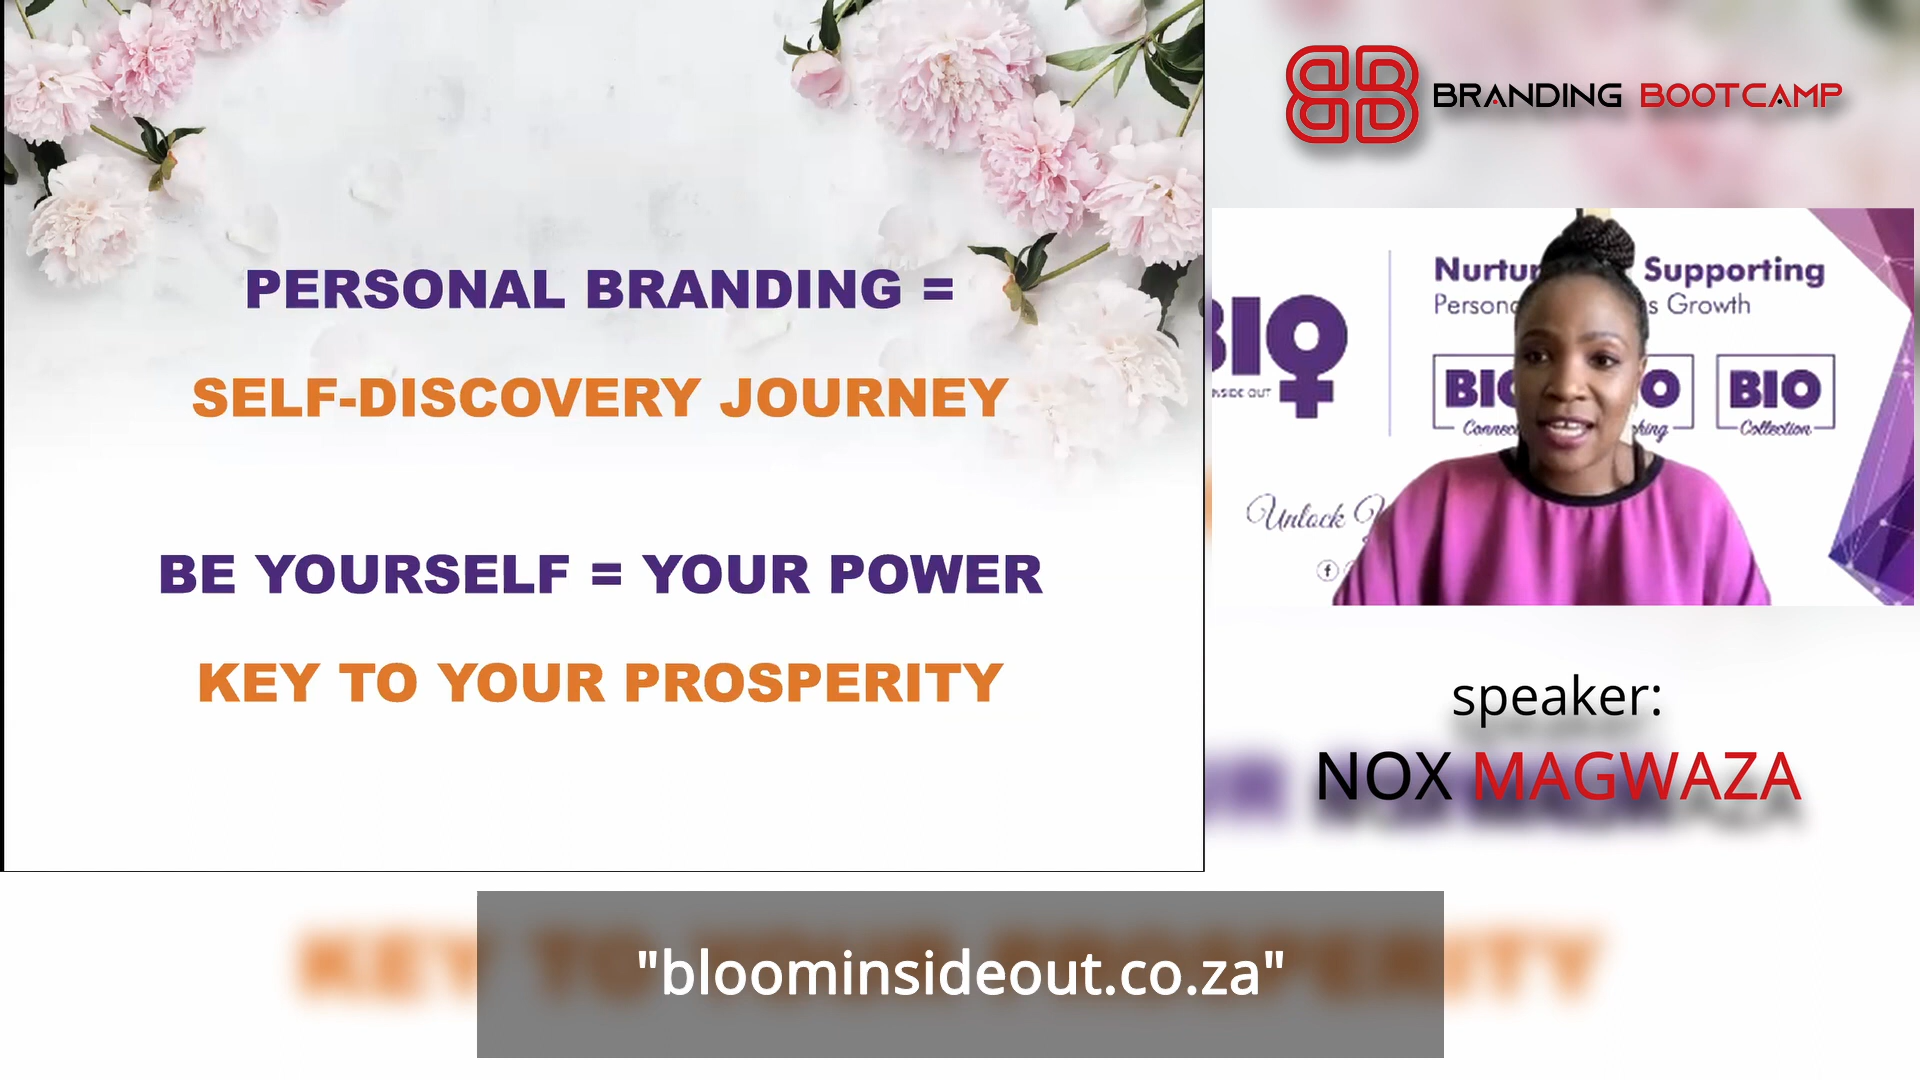 PERSONAL BRANDING =
SELF-DISCOVERY JOURNEY
BE YOURSELF = YOUR POWER
KEY TO YOUR PROSPERITY
BRANDING BOOTCAMP
Supporting
Growth
BIO
Collection
Unlock
speaker:
NOX MAGWAZA
"bloominsideout.co.za"